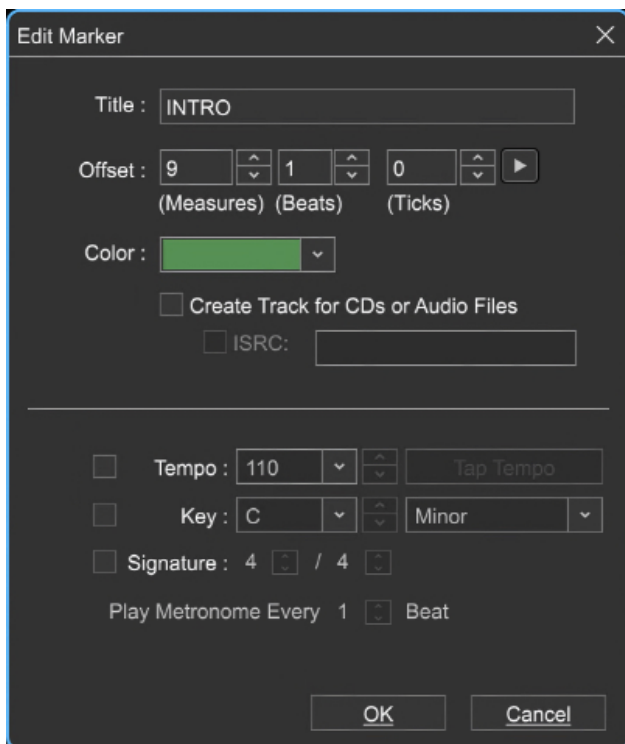 Edit Marker
Title : INTRO
Offset : 9 1 0
(Measures) (Beats) (Ticks)
Color :
Create Track for CDs or Audio Files
ISRC:
Tempo : 110 Tap Tempo
Key : C Minor
Signature : 4 / 4
Play Metronome Every 1 Beat
OK Cancel